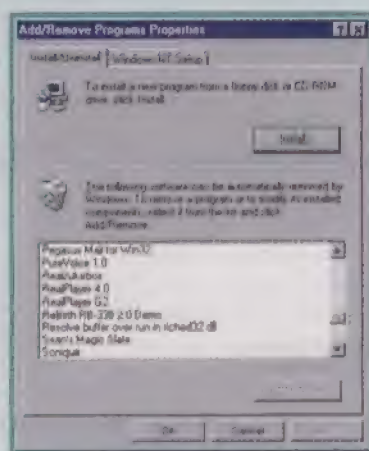 Add/Remove Programs Properties
Install/Uninstall
Windows NT Setup
To install a new program from a floppy disk or CD-ROM
drive, click Install.
Install...
The following software can be automatically removed by
Windows. To remove a program or to modify its installed
components, select it from the list and click
Add/Remove.
Pegasus Mail for Win32
PureVoice 1.0
RealJukebox
RealPlayer 4.0
RealPlayer G2
Rebirth RB-338 2.0 Demo
Resolve buffer over run in riched32.dll
Sean's Magic Slate
Sonique
OK
Cancel